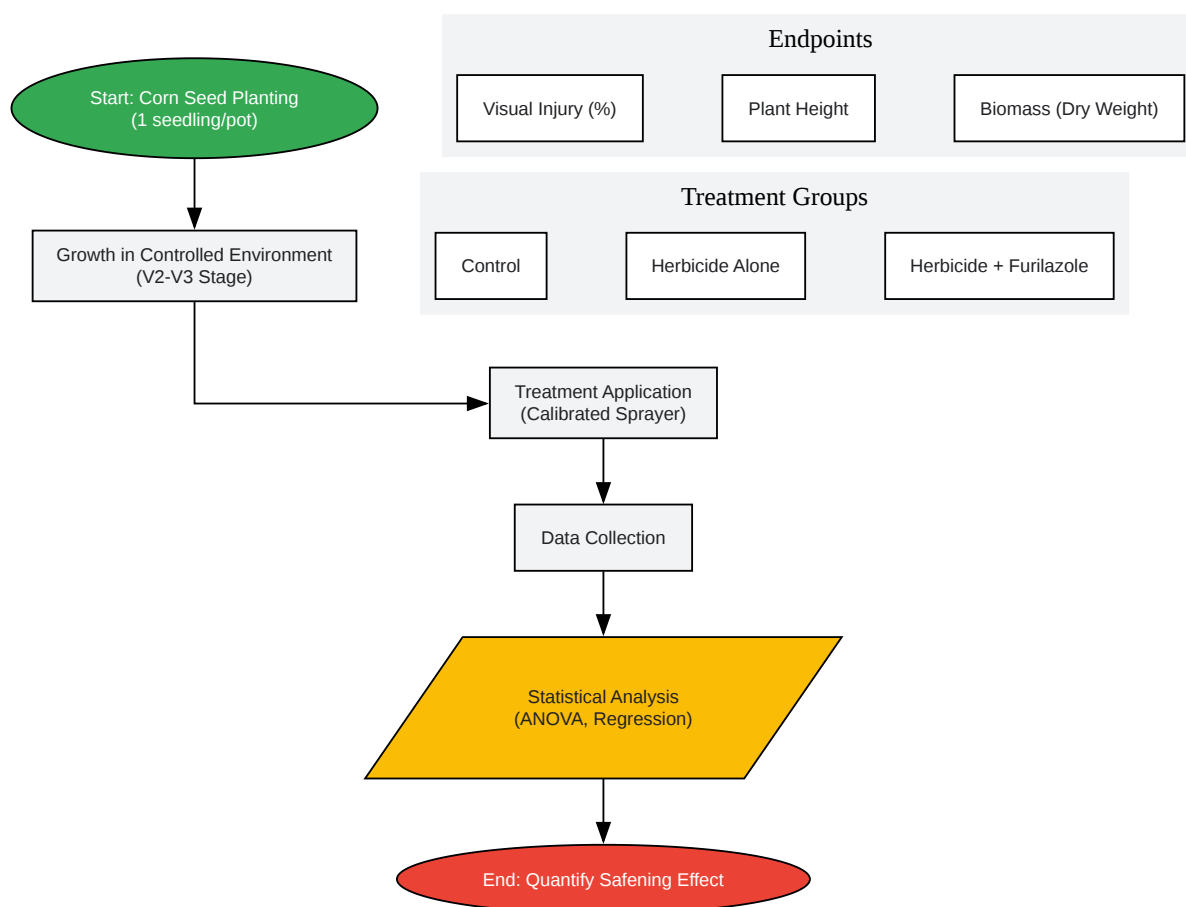 Start: Corn Seed Planting
(1 seedling/pot)
Endpoints
Visual Injury (%)
Plant Height
Biomass (Dry Weight)
Treatment Groups
Control
Herbicide Alone
Herbicide + Furilazole
Growth in Controlled Environment
(V2-V3 Stage)
Treatment Application
(Calibrated Sprayer)
Data Collection
Statistical Analysis
(ANOVA, Regression)
End: Quantify Safening Effect